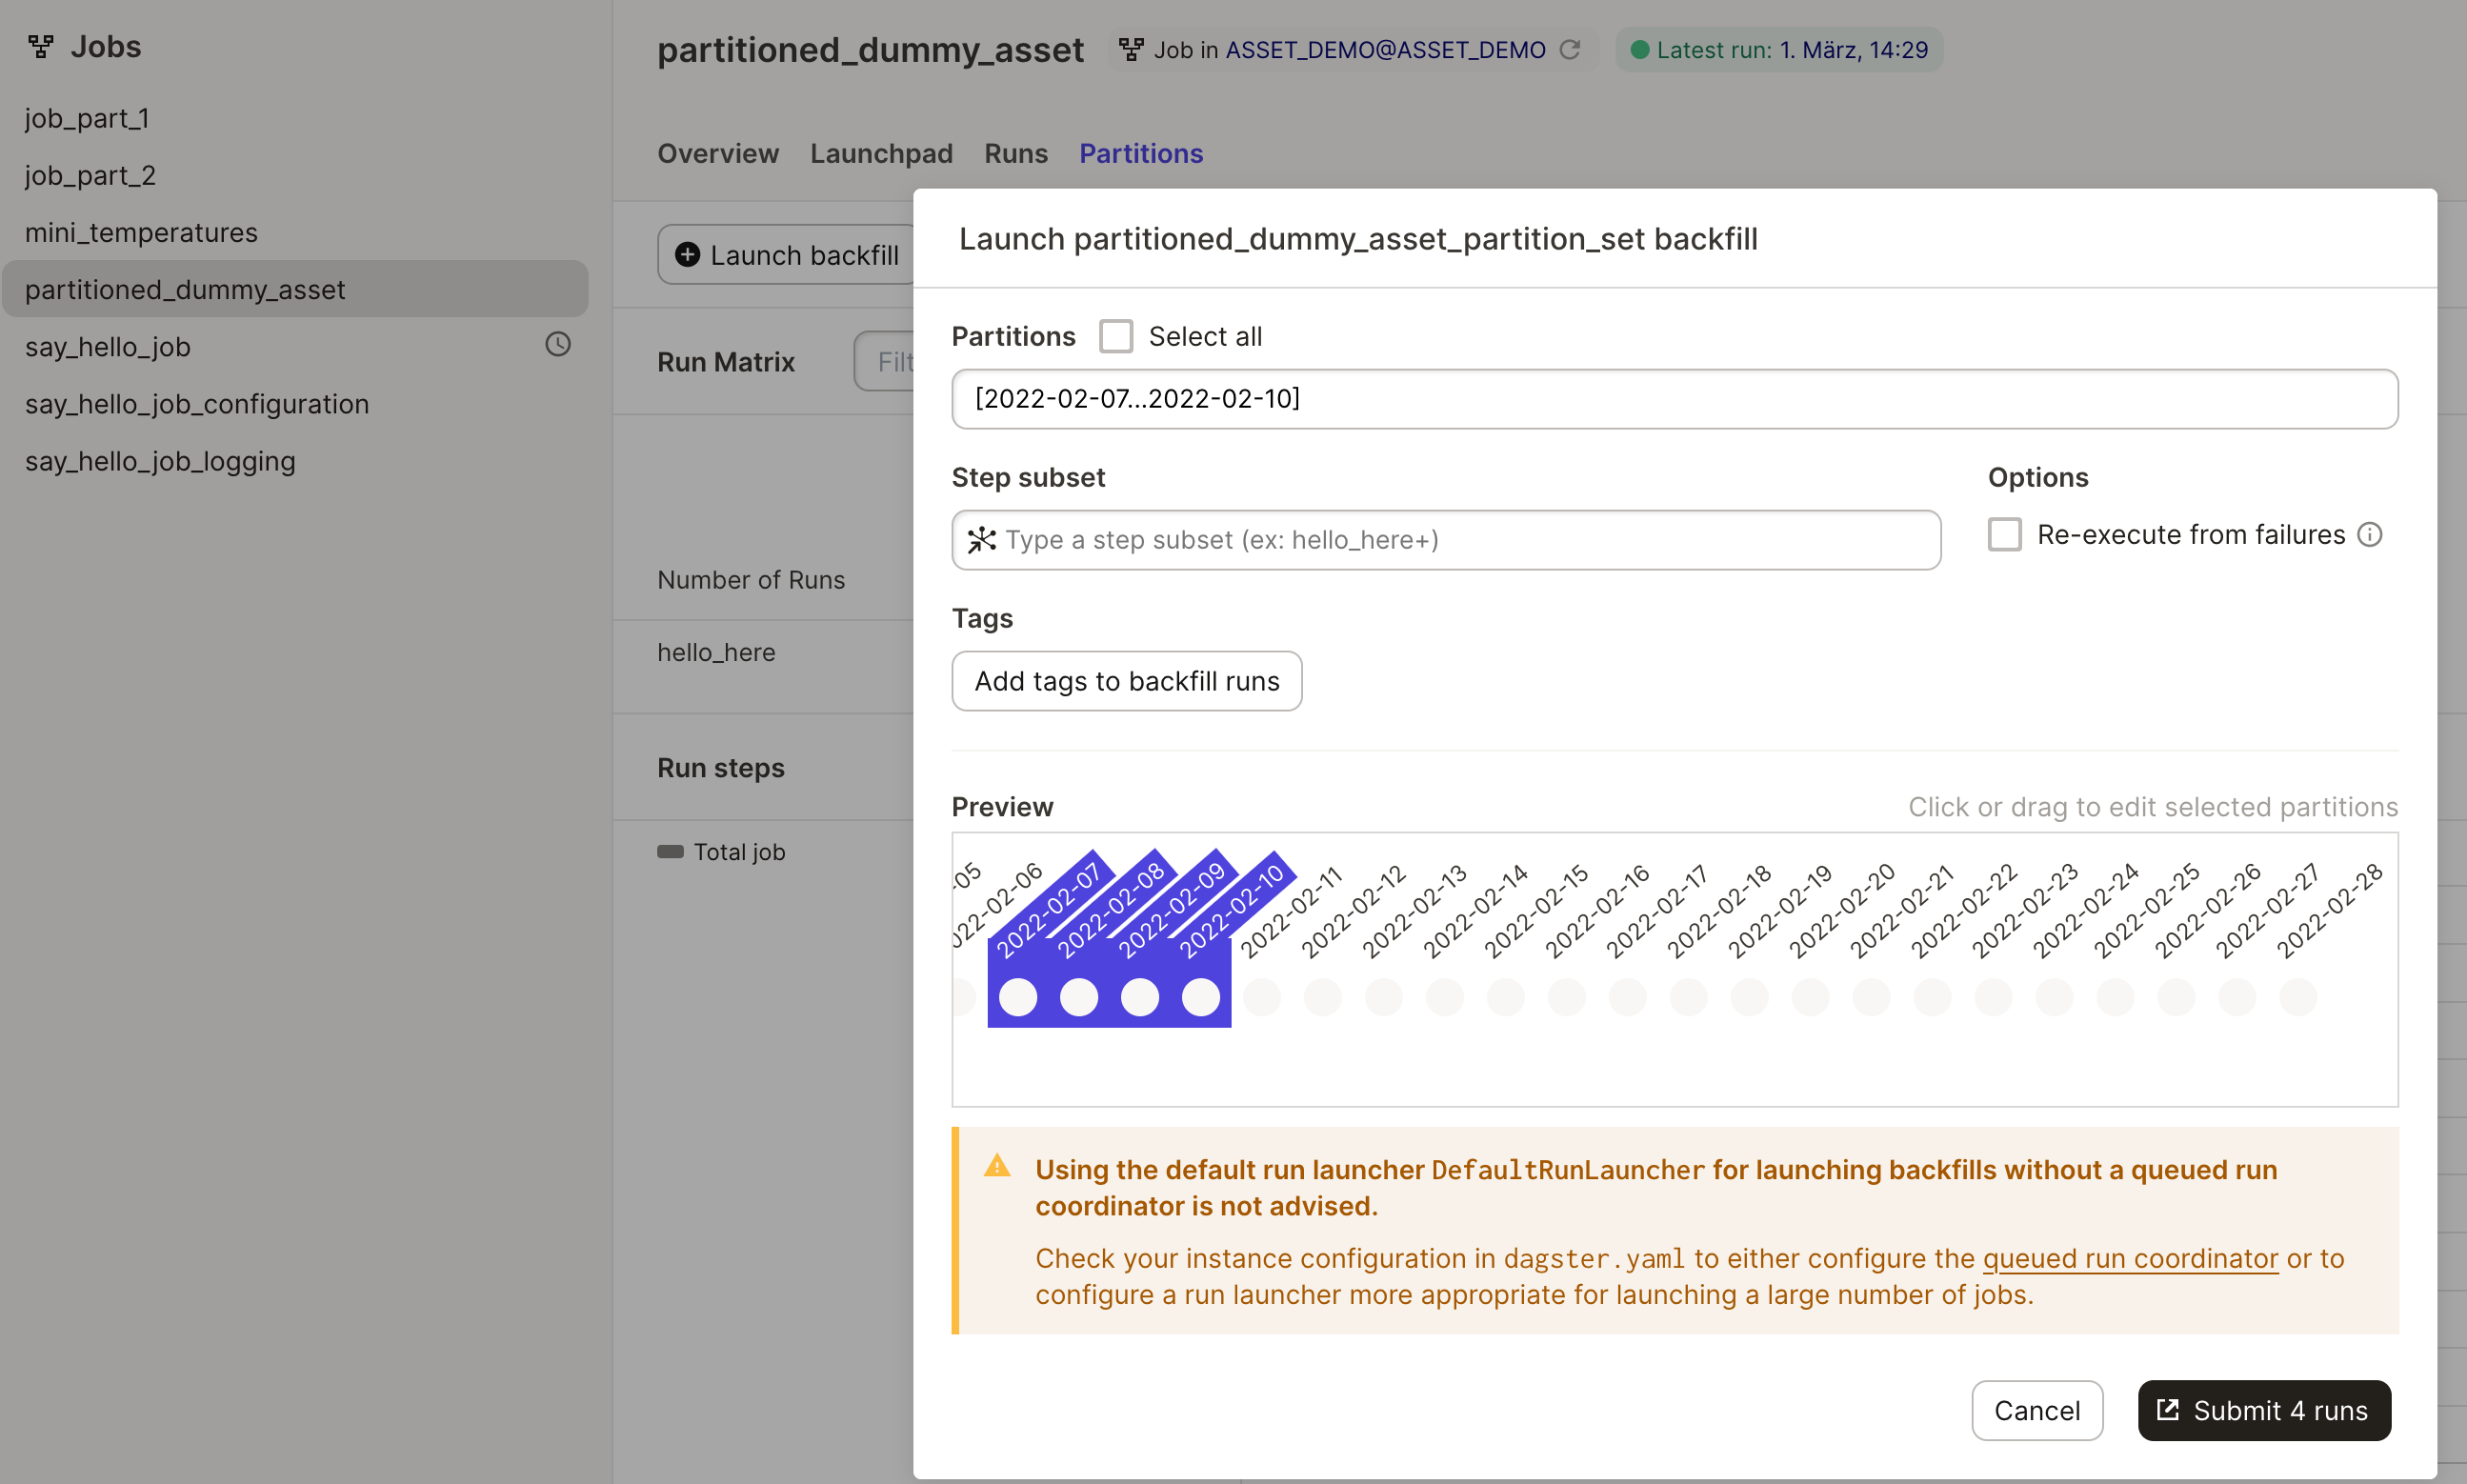 Jobs
job_part_1
job_part_2
mini_temperatures
partitioned_dummy_asset
say_hello_job
say_hello_job_configuration
say_hello_job_logging
partitioned_dummy_asset Job in ASSET_DEMO@ASSET_DEMO Latest run: 1. März, 14:29
Overview Launchpad Runs Partitions
Launch backfill
Run Matrix Filt
Number of Runs
hello_here
Run steps
Total job
Launch partitioned_dummy_asset_partition_set backfill
Partitions Select all
[2022-02-07...2022-02-10]
Step subset Options
Type a step subset (ex: hello_here+) Re-execute from failures
Tags
Add tags to backfill runs
Preview Click or drag to edit selected partitions
-05
022-02-06
2022-02-07
2022-02-08
2022-02-09
2022-02-10
2022-02-11
2022-02-12
2022-02-13
2022-02-14
2022-02-15
2022-02-16
2022-02-17
2022-02-18
2022-02-19
2022-02-20
2022-02-21
2022-02-22
2022-02-23
2022-02-24
2022-02-25
2022-02-26
2022-02-27
2022-02-28
Using the default run launcher DefaultRunLauncher for launching backfills without a queued run
coordinator is not advised.
Check your instance configuration in dagster.yaml to either configure the queued run coordinator or to
configure a run launcher more appropriate for launching a large number of jobs.
Cancel Submit 4 runs